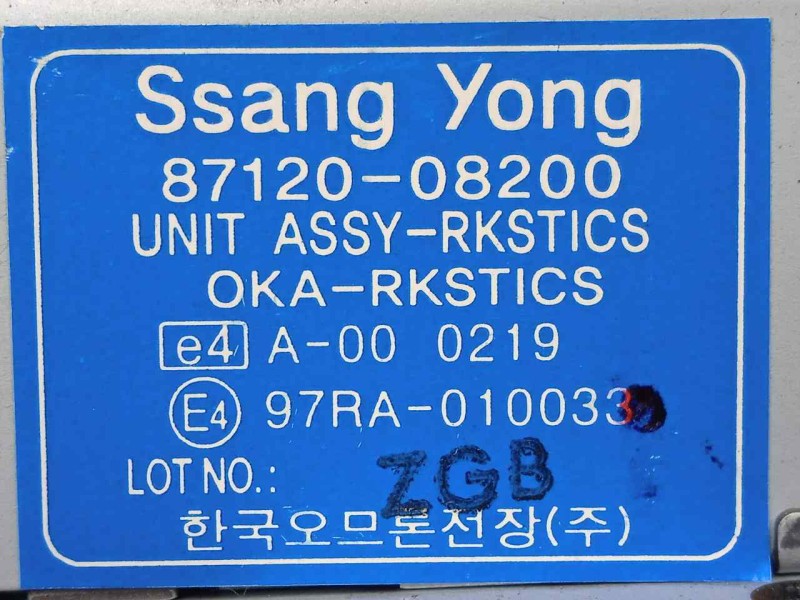 Ssang Yong
87120-08200
UNIT ASSY-RKSTICS
OKA-RKSTICS
e4 A-00 0219
E4 97RA-010033
LOT NO.: ZGB
한국오므론전장(주)